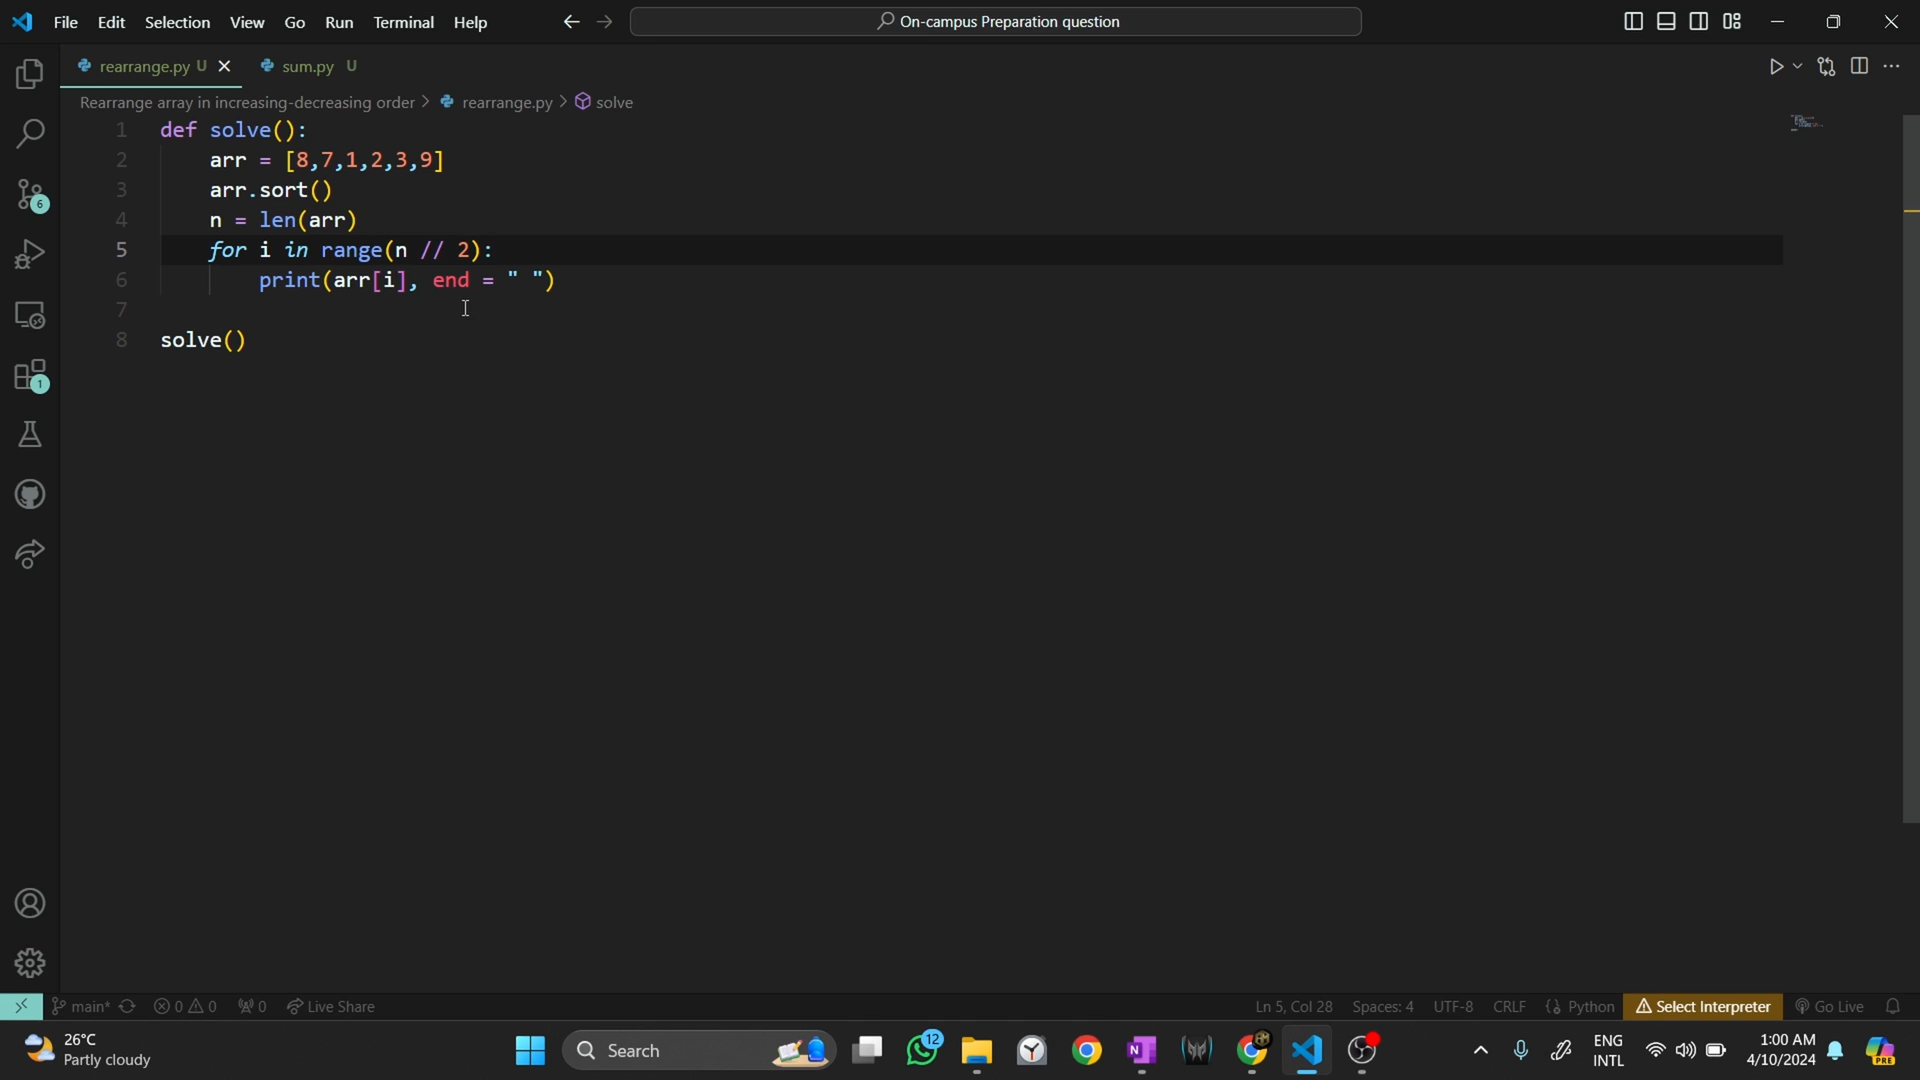 File Edit Selection View Go Run Terminal Help
On-campus Preparation question
rearrange.py U
sum.py U
Rearrange array in increasing-decreasing order > rearrange.py > solve
1 def solve():
2 arr = [8,7,1,2,3,9]
3 arr.sort()
4 n = len(arr)
5 for i in range(n // 2):
6 print(arr[i], end = " ")
7
8 solve()
6
1
main* 0 0 0 Live Share
Ln 5, Col 28 Spaces: 4 UTF-8 CRLF Python Select Interpreter Go Live
26°C
Partly cloudy
Search
12
ENG
INTL
1:00 AM
4/10/2024
PRE